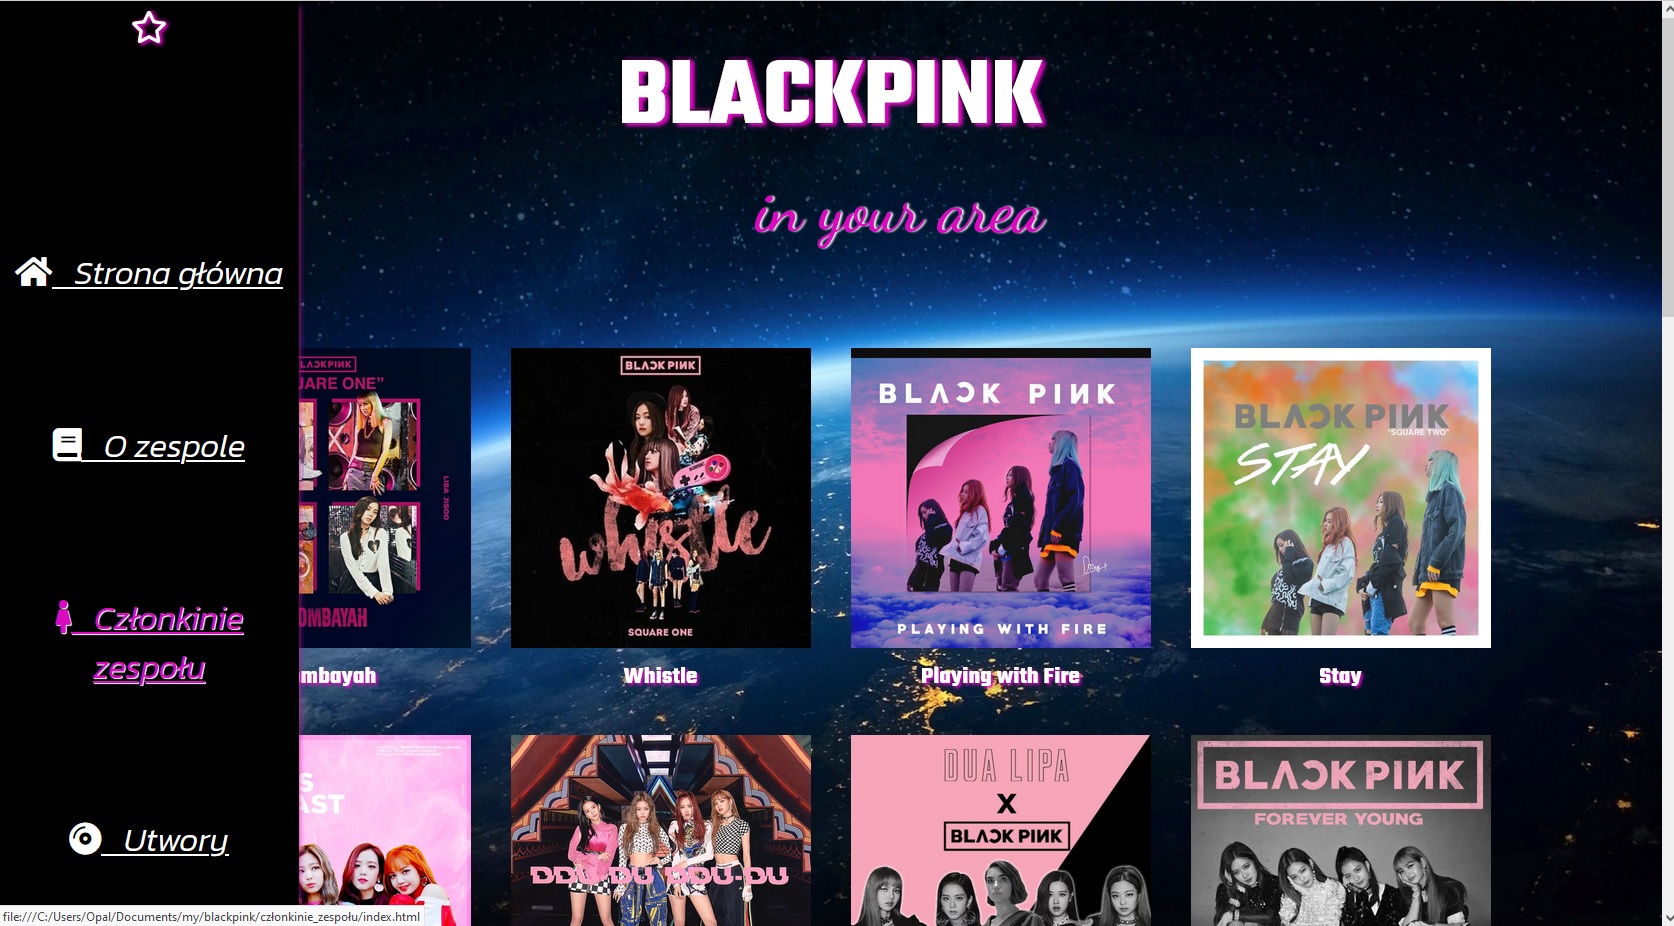 BLACKPINK
in your area
Strona główna
O zespole
Członkinie
zespołu
Utwory
BLACKPINK
UARE ONE"
LISA JISOO
OMBAYAH
mbayah
BLACKPINK
whistle
SQUARE ONE
Whistle
BLACK PINK
PLAYING WITH FIRE
Playing with Fire
BLACKPINK
"SQUARE TWO"
STAY
Stay
S
AST
DDU-DU DDU-DU
DUA LIPA
X
BLACKPINK
BLACKPINK
FOREVER YOUNG
file:///C:/Users/Opal/Documents/my/blackpink/członkinie_zespołu/index.html